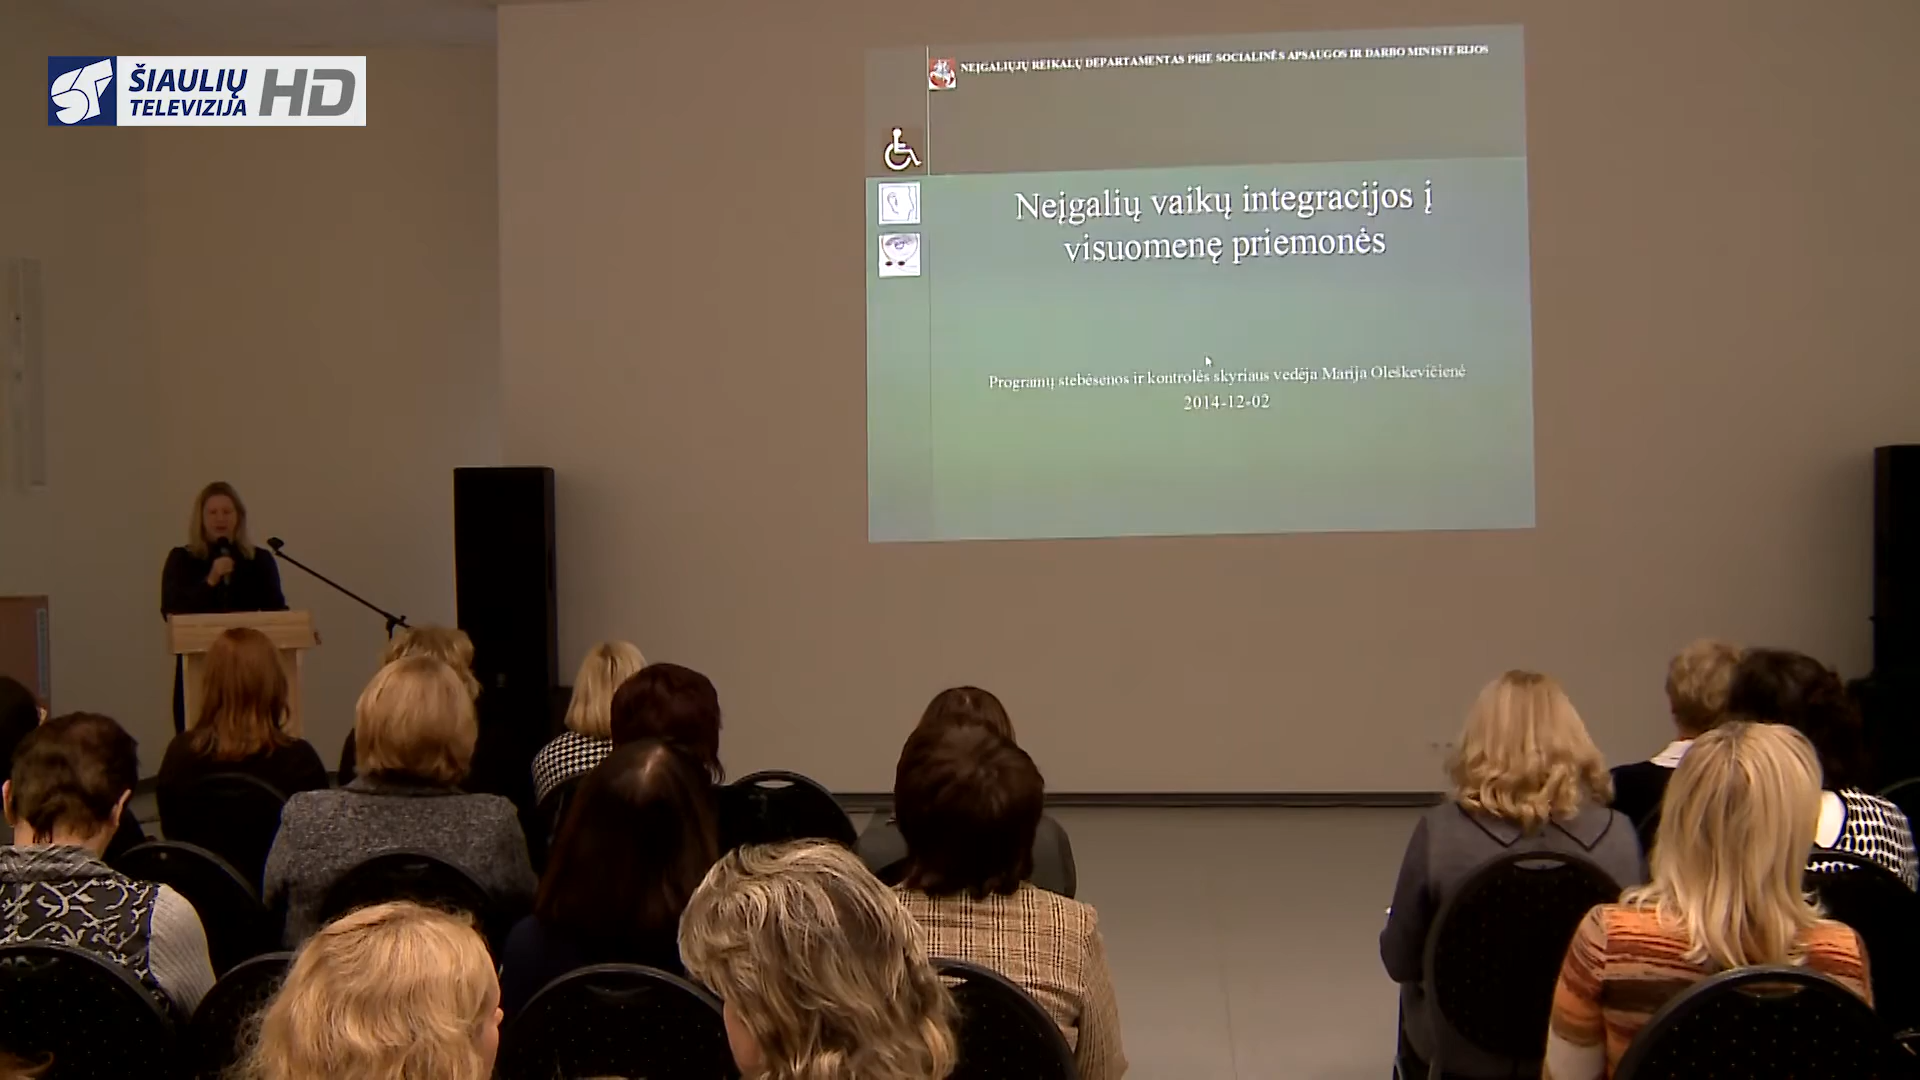 ŠIAULIŲ
TELEVIZIJA HD
NEĮGALIŲJŲ REIKALŲ DEPARTAMENTAS PRIE SOCIALINĖS APSAUGOS IR DARBO MINISTERIJOS
Neįgalių vaikų integracijos į
visuomenę priemonės
Programų stebėsenos ir kontrolės skyriaus vedėja Marija Oleškevičienė
2014-12-02